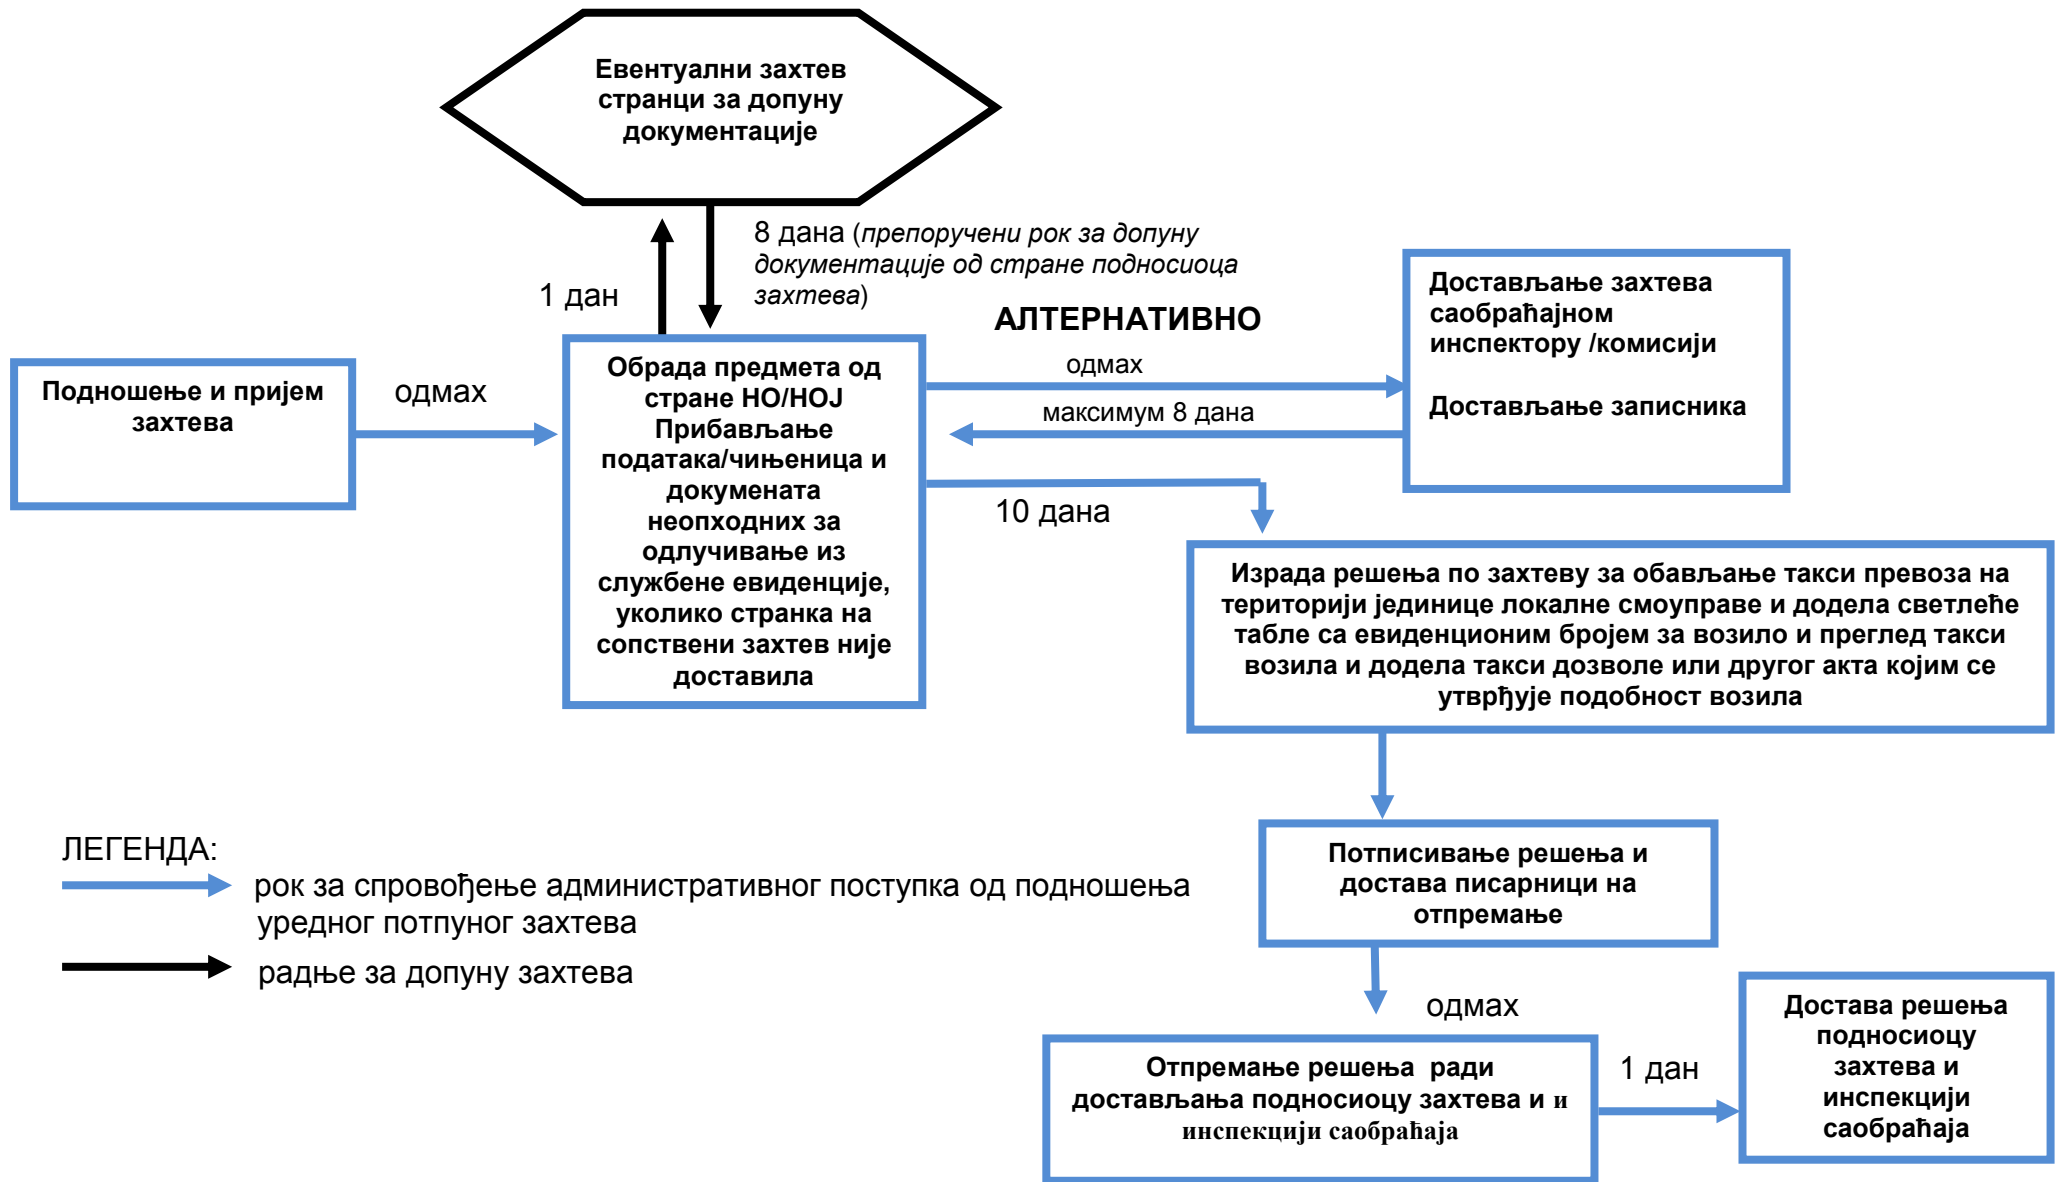 Евентуални захтев
странци за допуну
документације
8 дана (препоручени рок за допуну
документације од стране подносиоца
захтева)
1 дан
АЛТЕРНАТИВНО
Достављање захтева
саобраћајном
инспектору /комисији
Достављање записника
Подношење и пријем
захтева
одмах
Обрада предмета од
стране НО/НОЈ
Прибављање
података/чињеница и
докумената
неопходних за
одлучивање из
службене евиденције,
уколико странка на
сопствени захтев није
доставила
одмах
максимум 8 дана
10 дана
Израда решења по захтеву за обављање такси превоза на
територији јединице локалне смоуправе и додела светлеће
табле са евиденционим бројем за возило и преглед такси
возила и додела такси дозволе или другог акта којим се
утврђује подобност возила
Потписивање решења и
достава писарници на
отпремање
ЛЕГЕНДА:
рок за спровођење административног поступка од подношења
уредног потпуног захтева
радње за допуну захтева
одмах
Отпремање решења  ради
достављања подносиоцу захтева и и
инспекцији саобраћаја
1 дан
Достава решења
подносиоцу
захтева и
инспекцији
саобраћаја